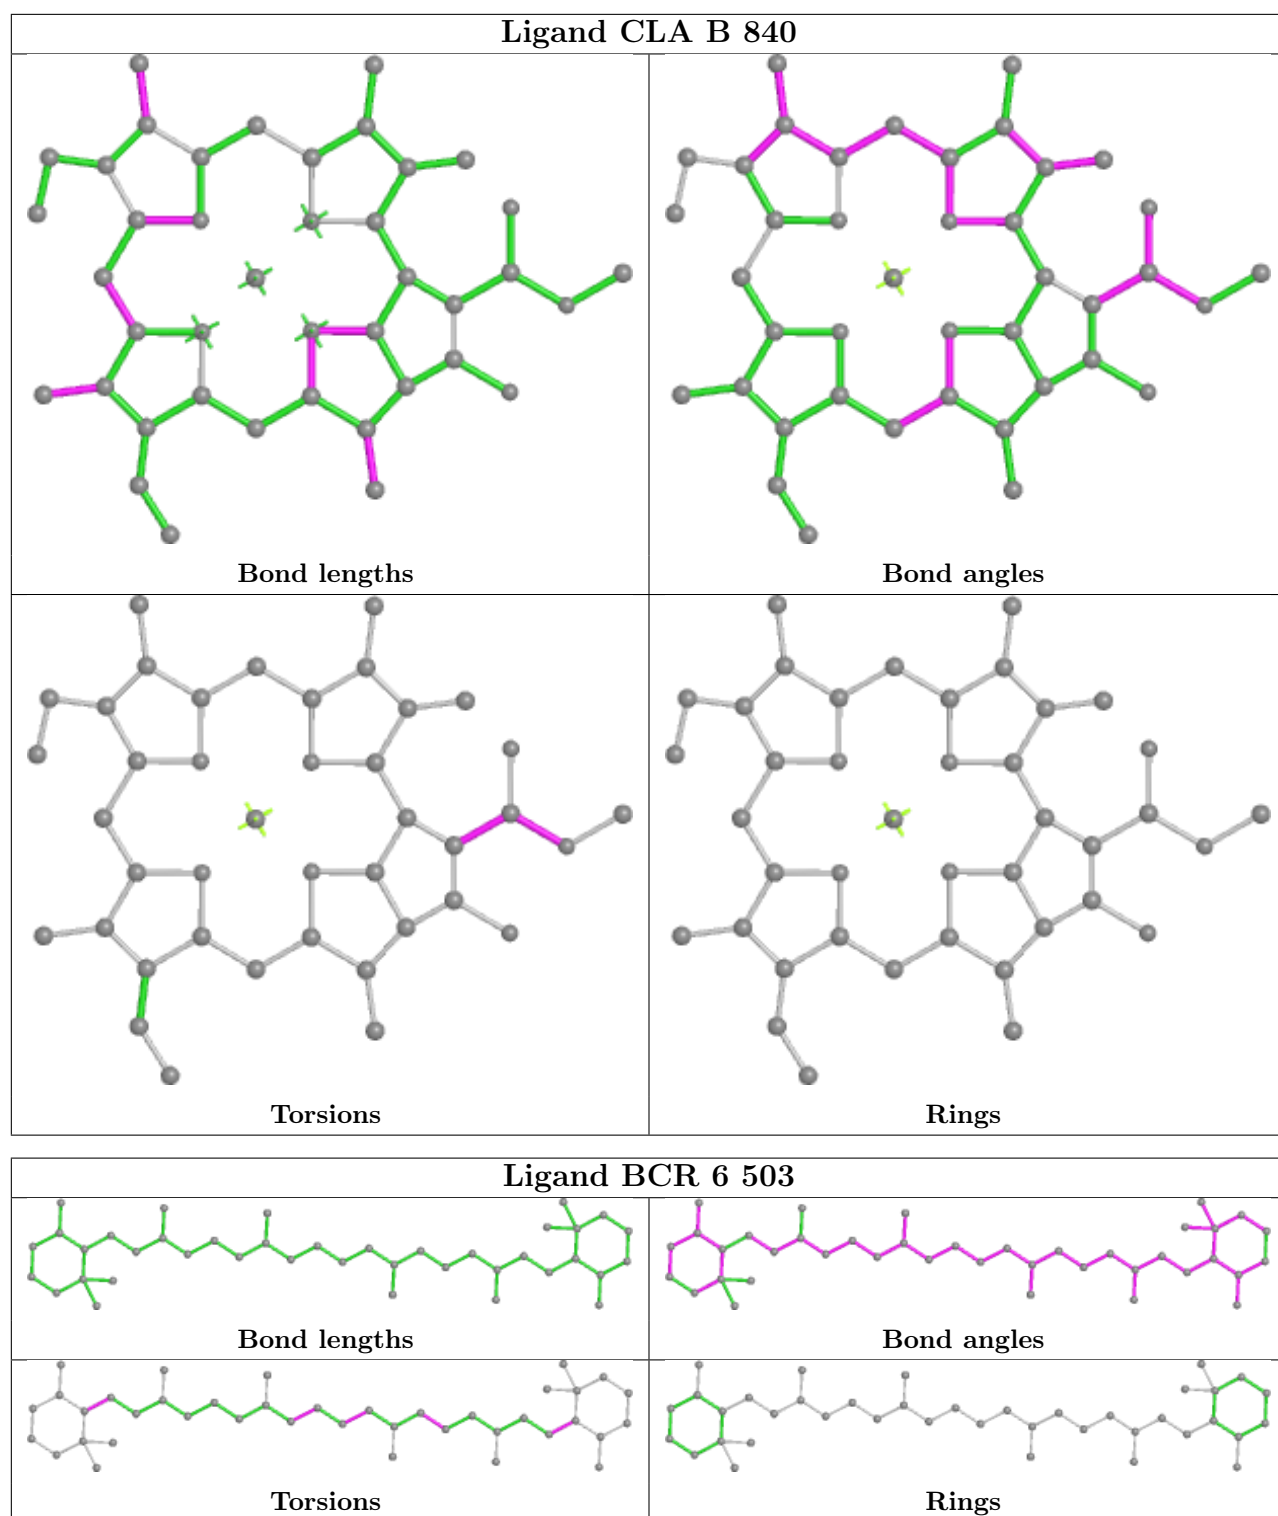 Ligand CLA B 840
Bond lengths
Bond angles
Torsions
Rings
Ligand BCR 6 503
Bond lengths
Bond angles
Torsions
Rings